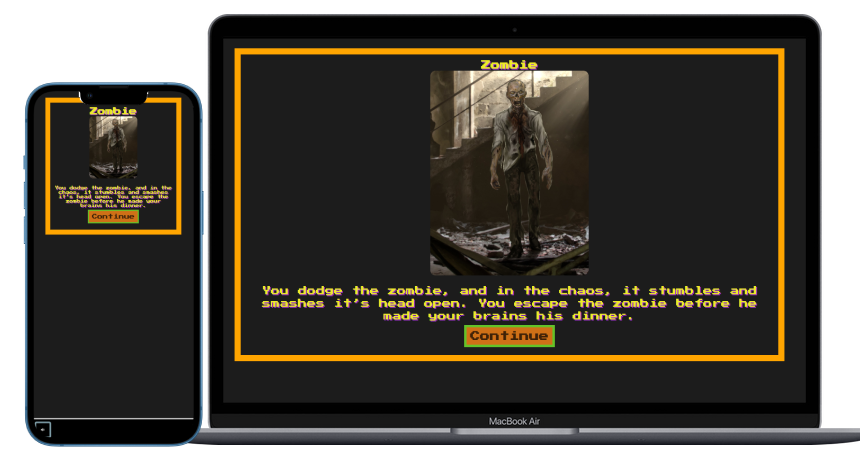 Zombie
You dodge the zombie, and in the
chaos, it stumbles and smashes
it's head open. You escape the
zombie before he made your
brains his dinner.
Continue
Zombie
You dodge the zombie, and in the chaos, it stumbles and
smashes it's head open. You escape the zombie before he
made your brains his dinner.
Continue
MacBook Air